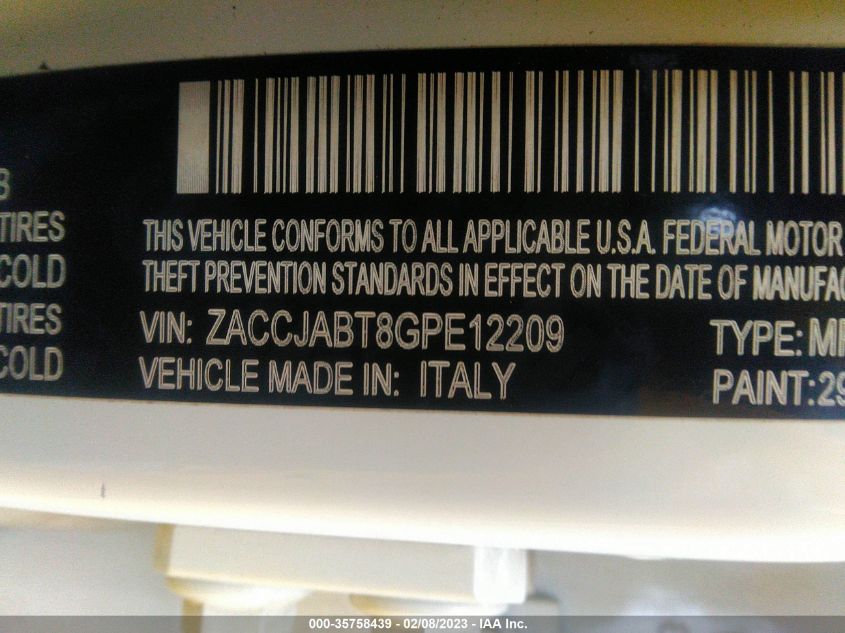 B
TIRES
COLD
TIRES
COLD
THIS VEHICLE CONFORMS TO ALL APPLICABLE U.S.A. FEDERAL MOTOR
THEFT PREVENTION STANDARDS IN EFFECT ON THE DATE OF MANUFAC
VIN: ZACCJABT8GPE12209 TYPE: MP
VEHICLE MADE IN: ITALY PAINT:29
000-35758439 - 02/08/2023 - IAA Inc.